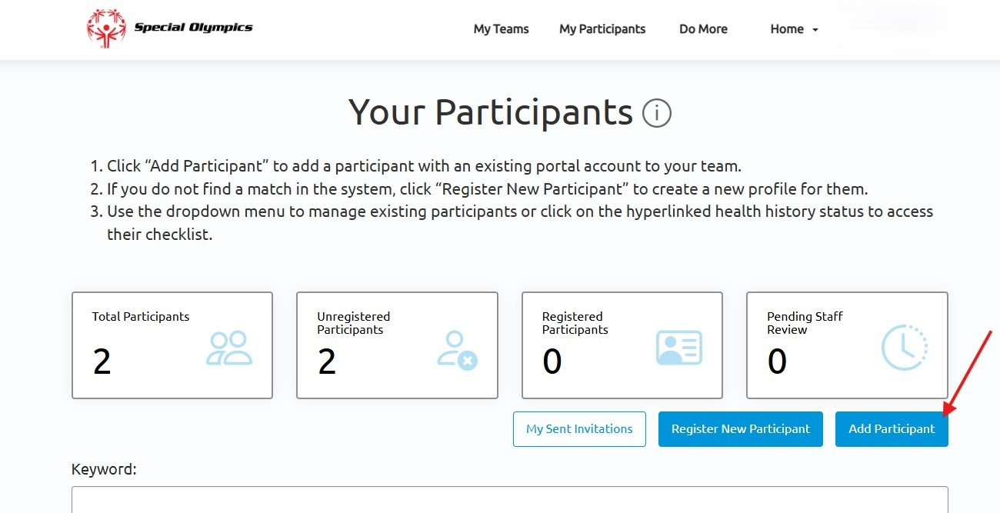 Special Olympics
My Teams My Participants Do More Home
Your Participants i
1. Click “Add Participant” to add a participant with an existing portal account to your team.
2. If you do not find a match in the system, click “Register New Participant” to create a new profile for them.
3. Use the dropdown menu to manage existing participants or click on the hyperlinked health history status to access
their checklist.
Total Participants
2
Unregistered
Participants
2
Registered
Participants
0
Pending Staff
Review
0
My Sent Invitations Register New Participant Add Participant
Keyword: